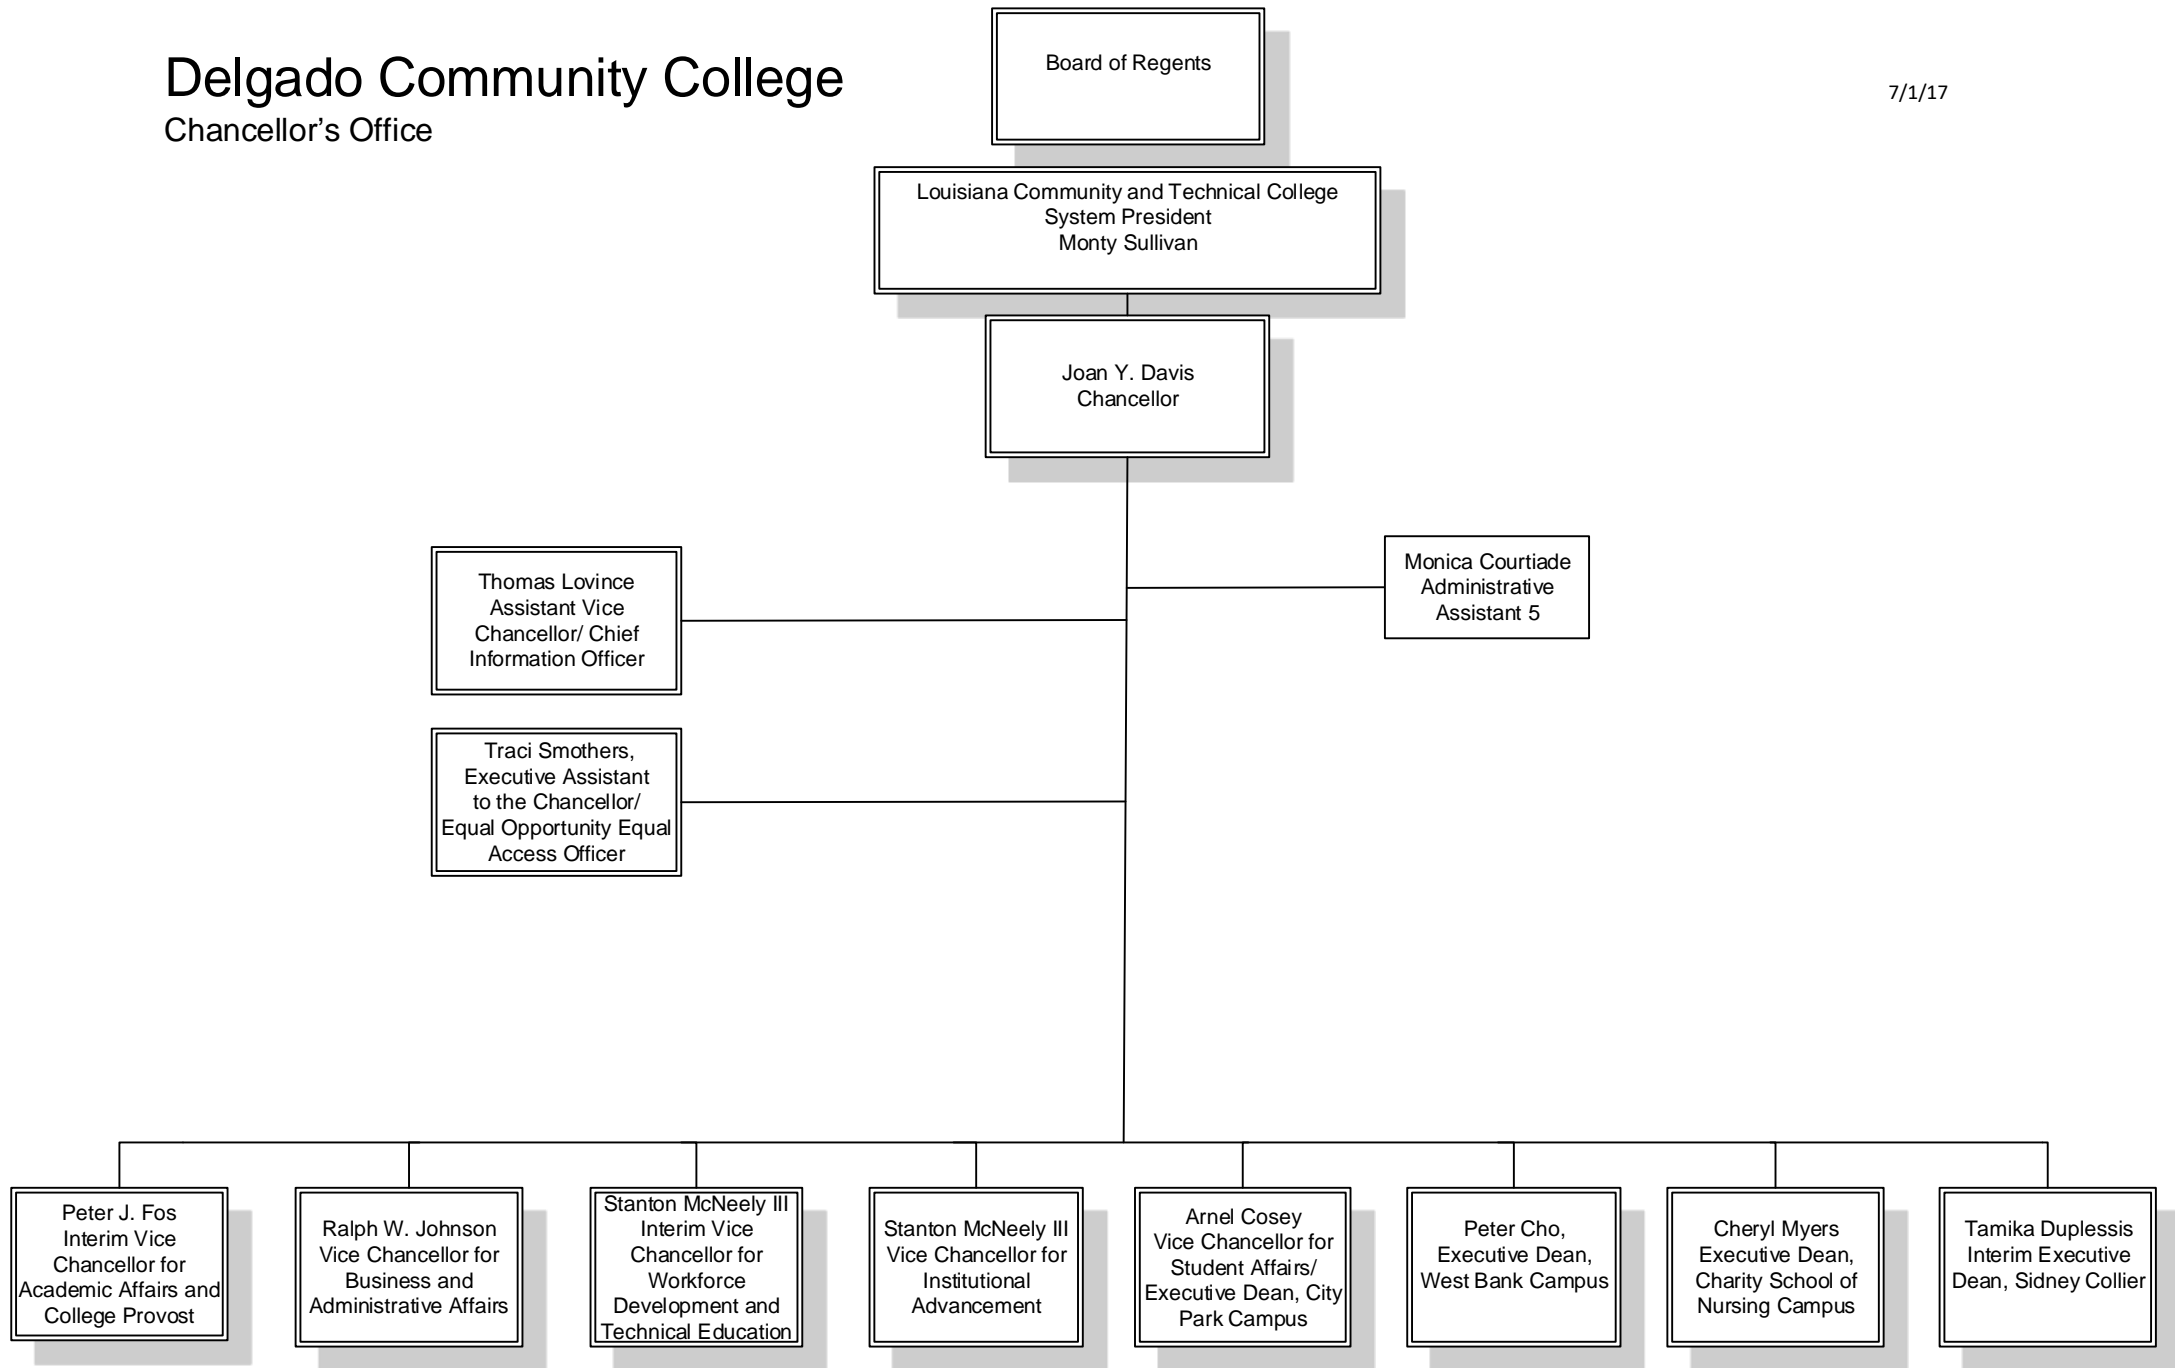 Delgado Community College
Chancellor's Office
7/1/17
Board of Regents
Louisiana Community and Technical College
System President
Monty Sullivan
Joan Y. Davis
Chancellor
Thomas Lovince
Assistant Vice
Chancellor/ Chief
Information Officer
Monica Courtiade
Administrative
Assistant 5
Traci Smothers,
Executive Assistant
to the Chancellor/
Equal Opportunity Equal
Access Officer
Peter J. Fos
Interim Vice
Chancellor for
Academic Affairs and
College Provost
Ralph W. Johnson
Vice Chancellor for
Business and
Administrative Affairs
Stanton McNeely III
Interim Vice
Chancellor for
Workforce
Development and
Technical Education
Stanton McNeely III
Vice Chancellor for
Institutional
Advancement
Arnel Cosey
Vice Chancellor for
Student Affairs/
Executive Dean, City
Park Campus
Peter Cho,
Executive Dean,
West Bank Campus
Cheryl Myers
Executive Dean,
Charity School of
Nursing Campus
Tamika Duplessis
Interim Executive
Dean, Sidney Collier